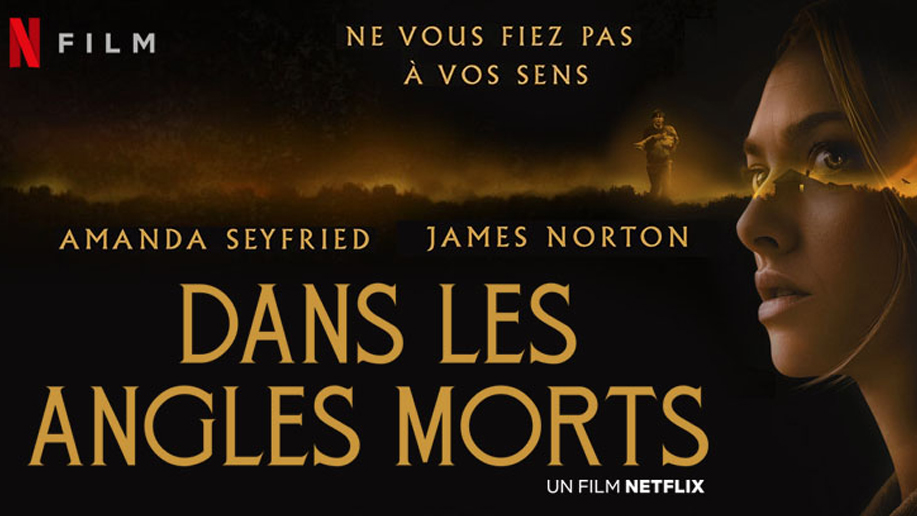 N FILM
NE VOUS FIEZ PAS
À VOS SENS
AMANDA SEYFRIED JAMES NORTON
DANS LES
ANGLES MORTS
UN FILM NETFLIX